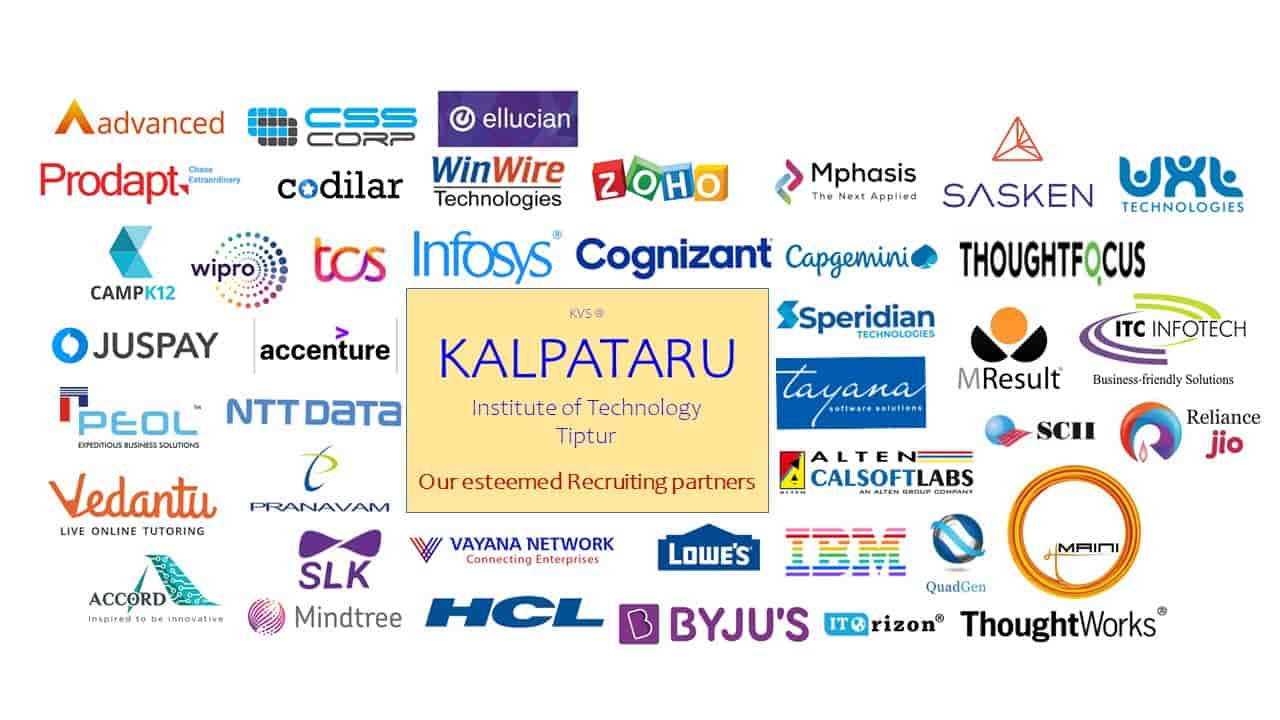 advanced
CSS CORP
ellucian
Prodapt
Chase
Extraordinary
codilar
WinWire
Technologies
ZOHO
Mphasis
The Next Applied
SASKEN
UXL
TECHNOLOGIES
CAMPK12
wipro
tcs
Infosys®
Cognizant
Capgemini
THOUGHTFOCUS
JUSPAY
accenture
KVS @
KALPATARU
Institute of Technology
Tiptur
Our esteemed Recruiting partners
Speridian
TECHNOLOGIES
MResult
ITC INFOTECH
Business-friendly Solutions
PEOL™
EXPEDITIOUS BUSINESS SOLUTIONS
NTT DATA
tayana
software solutions
SCII
Reliance
jio
Vedantu
LIVE ONLINE TUTORING
PRANAVAM
ALTEN
ALTEN
CALSOFTLABS
AN ALTEN GROUP COMPANY
SLK
VAYANA NETWORK
Connecting Enterprises
LOWE'S
IBM
QuadGen
MAINI
ACCORD
Inspired to be innovative
Mindtree
HCL
B BYJU'S
ITOrizon®
ThoughtWorks®